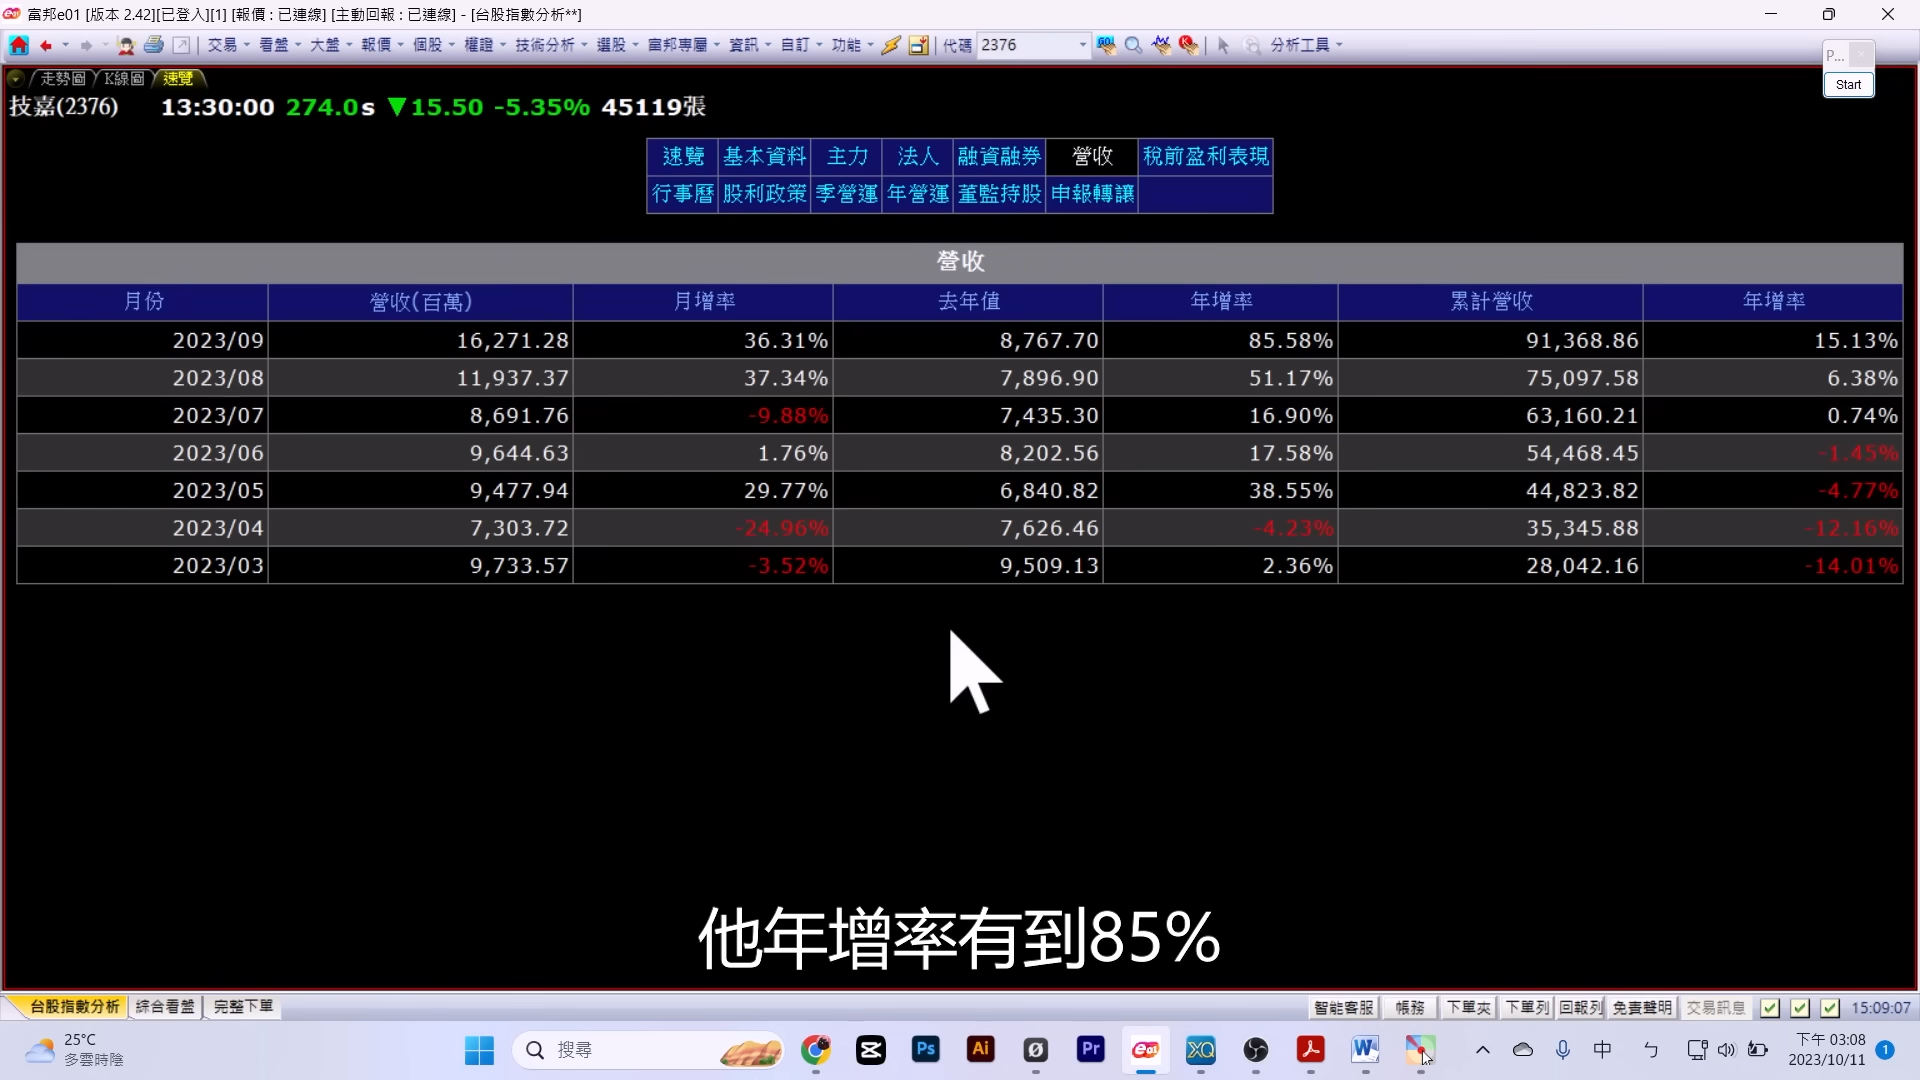 富邦e01 [版本 2.42][已登入][1] [報價 : 已連線] [主動回報 : 已連線] - [台股指數分析**]
交易 看盤 大盤 報價 個股 權證 技術分析 選股 富邦專屬 資訊 自訂 功能 代碼 2376 分析工具
P...
Start
走勢圖 K線圖 速覽
技嘉(2376) 13:30:00 274.0s ▼15.50 -5.35% 45119張
速覽 基本資料 主力 法人 融資融券 營收 稅前盈利表現
行事曆 股利政策 季營運 年營運 董監持股 申報轉讓
營收
月份 營收(百萬) 月增率 去年值 年增率 累計營收 年增率
2023/09 16,271.28 36.31% 8,767.70 85.58% 91,368.86 15.13%
2023/08 11,937.37 37.34% 7,896.90 51.17% 75,097.58 6.38%
2023/07 8,691.76 -9.88% 7,435.30 16.90% 63,160.21 0.74%
2023/06 9,644.63 1.76% 8,202.56 17.58% 54,468.45 -1.45%
2023/05 9,477.94 29.77% 6,840.82 38.55% 44,823.82 -4.77%
2023/04 7,303.72 -24.96% 7,626.46 -4.23% 35,345.88 -12.16%
2023/03 9,733.57 -3.52% 9,509.13 2.36% 28,042.16 -14.01%
他年增率有到85%
台股指數分析 綜合看盤 完整下單 智能客服 帳務 下單夾 下單列 回報列 免責聲明 交易訊息 15:09:07
25°C
多雲時陰
搜尋
Ps Ai Pr XQ W
中 ㄅ
下午 03:08
2023/10/11
1